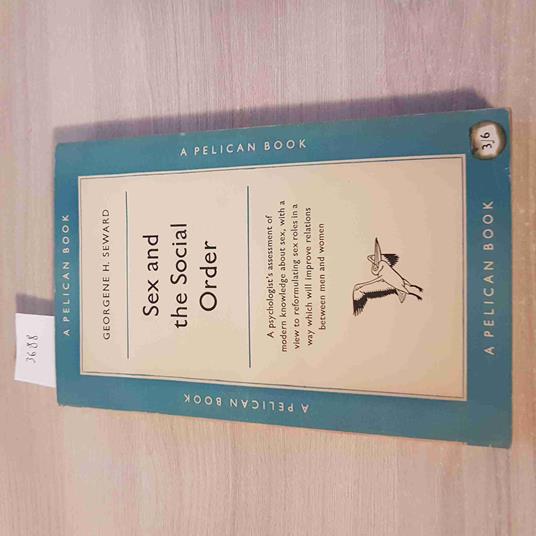 A PELICAN BOOK
GEORGENE H. SEWARD
Sex and
the Social
Order
A psychologist's assessment of
modern knowledge about sex, with a
view to reformulating sex roles in a
way which will improve relations
between men and women
A PELICAN BOOK
A PELICAN BOOK
A PELICAN BOOK
3/6
3688